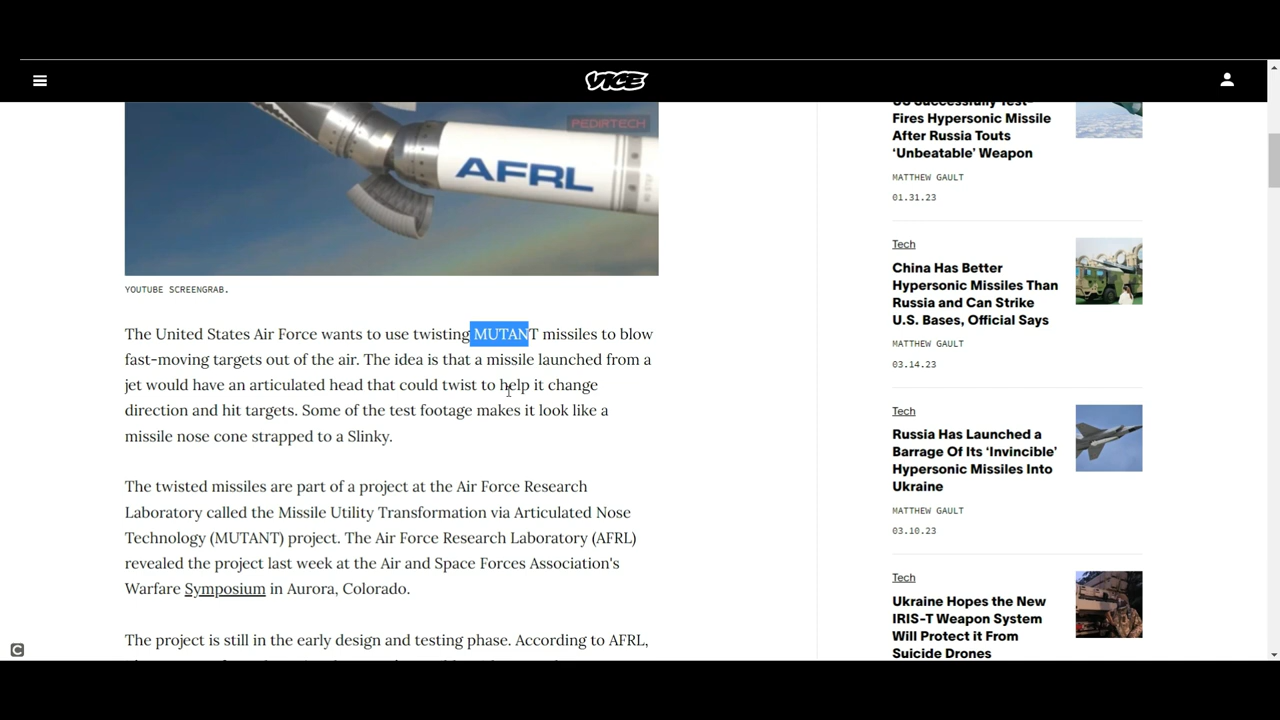 VICE
PEDIRTECH
AFRL
YOUTUBE SCREENGRAB.
The United States Air Force wants to use twisting MUTANT missiles to blow
fast-moving targets out of the air. The idea is that a missile launched from a
jet would have an articulated head that could twist to help it change
direction and hit targets. Some of the test footage makes it look like a
missile nose cone strapped to a Slinky.
The twisted missiles are part of a project at the Air Force Research
Laboratory called the Missile Utility Transformation via Articulated Nose
Technology (MUTANT) project. The Air Force Research Laboratory (AFRL)
revealed the project last week at the Air and Space Forces Association's
Warfare Symposium in Aurora, Colorado.
The project is still in the early design and testing phase. According to AFRL,
US Successfully Test-
Fires Hypersonic Missile
After Russia Touts
‘Unbeatable’ Weapon
MATTHEW GAULT
01.31.23
Tech
China Has Better
Hypersonic Missiles Than
Russia and Can Strike
U.S. Bases, Official Says
MATTHEW GAULT
03.14.23
Tech
Russia Has Launched a
Barrage Of Its ‘Invincible’
Hypersonic Missiles Into
Ukraine
MATTHEW GAULT
03.10.23
Tech
Ukraine Hopes the New
IRIS-T Weapon System
Will Protect it From
Suicide Drones